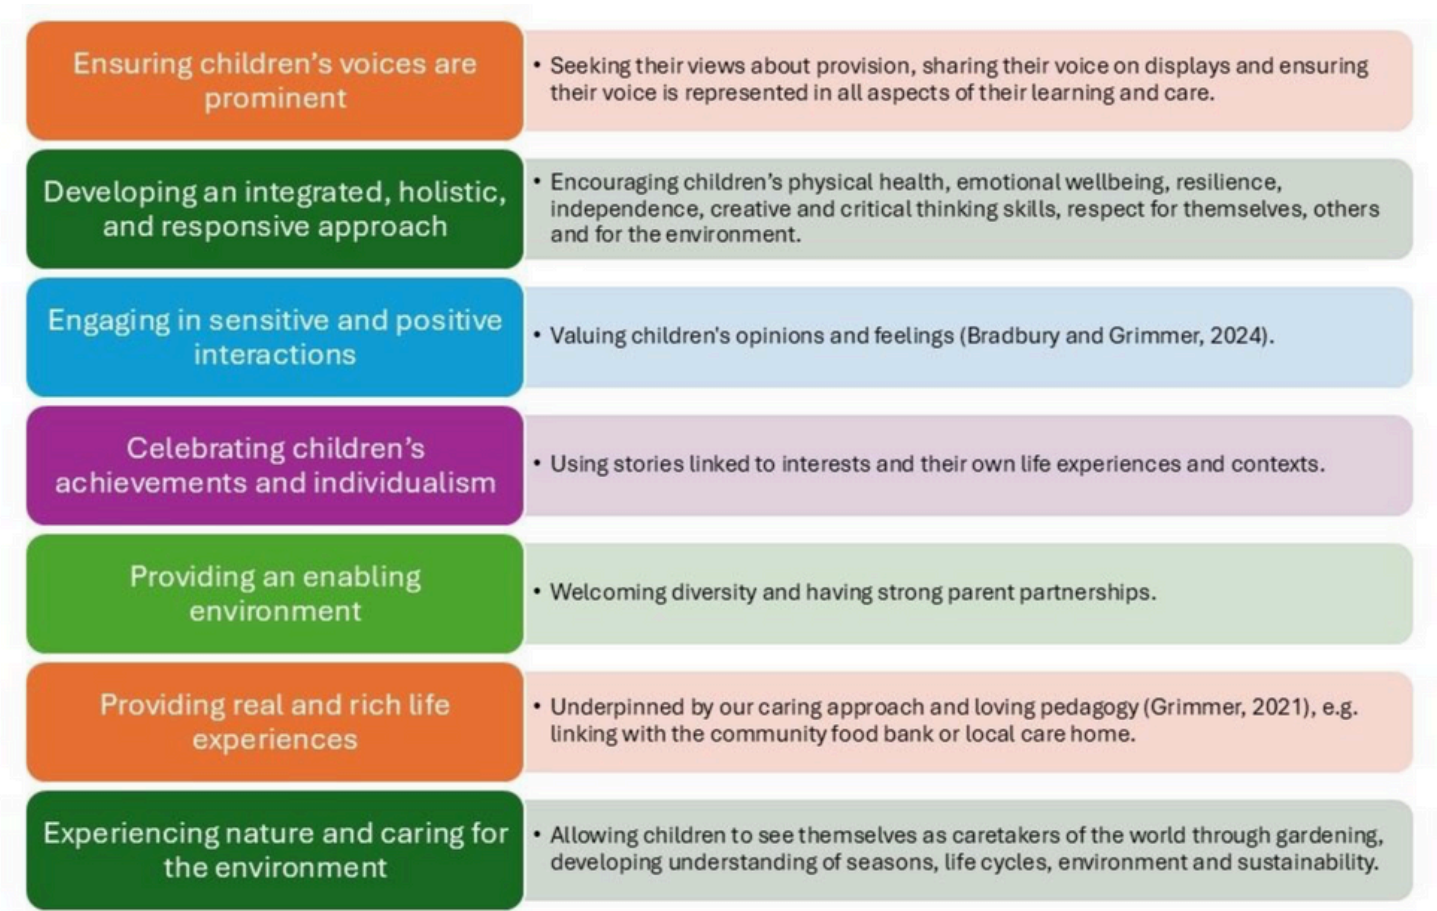 Ensuring children’s voices are
prominent
• Seeking their views about provision, sharing their voice on displays and ensuring
their voice is represented in all aspects of their learning and care.
Developing an integrated, holistic,
and responsive approach
• Encouraging children’s physical health, emotional wellbeing, resilience,
independence, creative and critical thinking skills, respect for themselves, others
and for the environment.
Engaging in sensitive and positive
interactions
• Valuing children’s opinions and feelings (Bradbury and Grimmer, 2024).
Celebrating children’s
achievements and individualism
• Using stories linked to interests and their own life experiences and contexts.
Providing an enabling
environment
• Welcoming diversity and having strong parent partnerships.
Providing real and rich life
experiences
• Underpinned by our caring approach and loving pedagogy (Grimmer, 2021), e.g.
linking with the community food bank or local care home.
Experiencing nature and caring for
the environment
• Allowing children to see themselves as caretakers of the world through gardening,
developing understanding of seasons, life cycles, environment and sustainability.